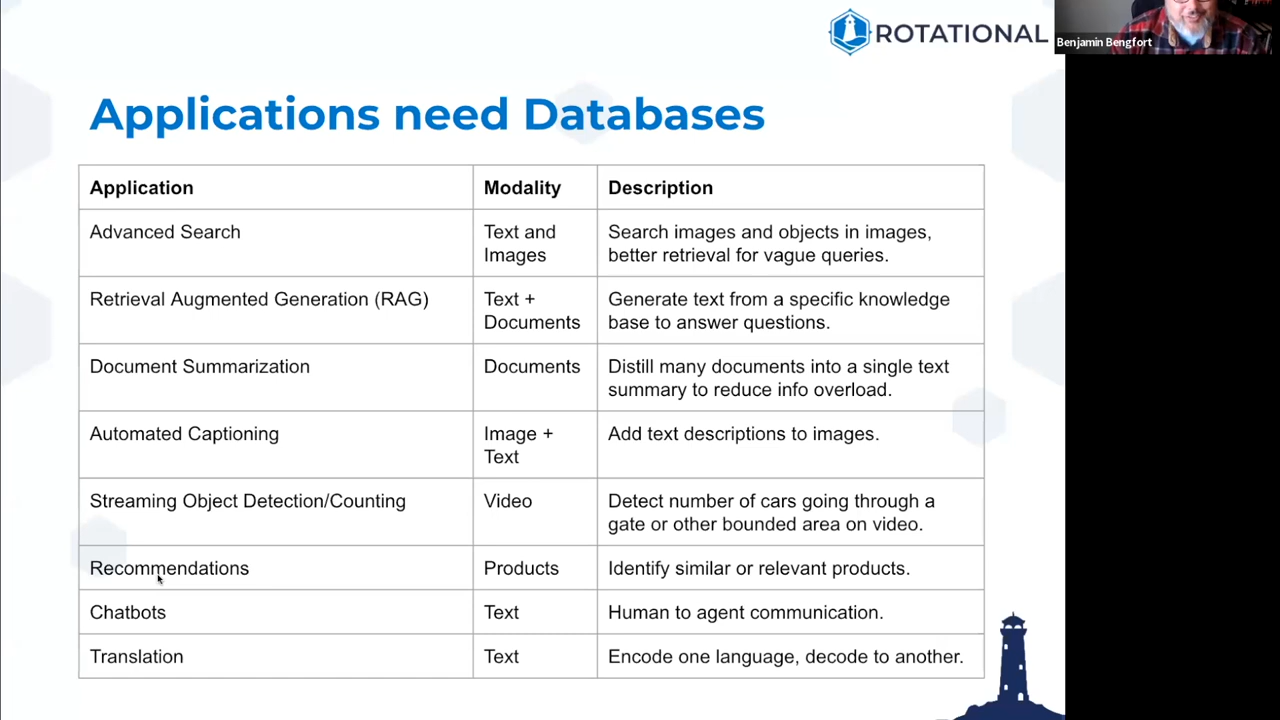 ROTATIONAL
Benjamin Bengfort
Applications need Databases
Application Modality Description
Advanced Search Text and Images Search images and objects in images, better retrieval for vague queries.
Retrieval Augmented Generation (RAG) Text + Documents Generate text from a specific knowledge base to answer questions.
Document Summarization Documents Distill many documents into a single text summary to reduce info overload.
Automated Captioning Image + Text Add text descriptions to images.
Streaming Object Detection/Counting Video Detect number of cars going through a gate or other bounded area on video.
Recommendations Products Identify similar or relevant products.
Chatbots Text Human to agent communication.
Translation Text Encode one language, decode to another.